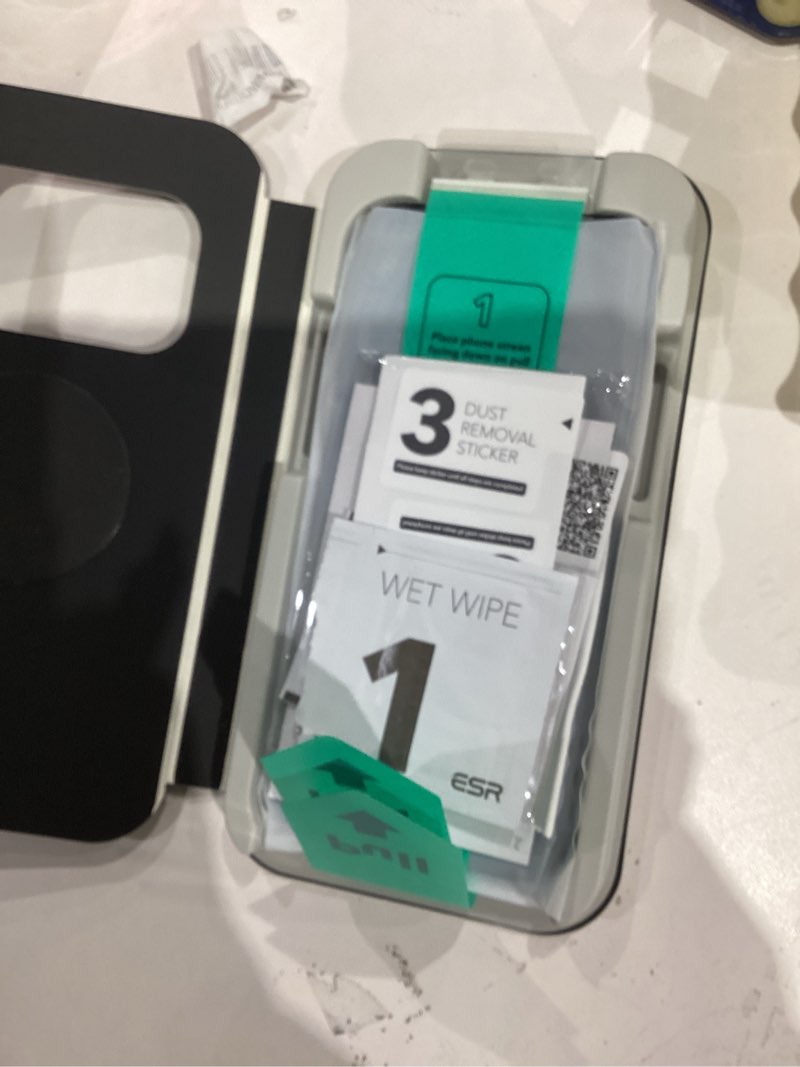 1
Place phone screen
facing down on pull
3
DUST
REMOVAL
STICKER
WET WIPE
1
ESR
pull